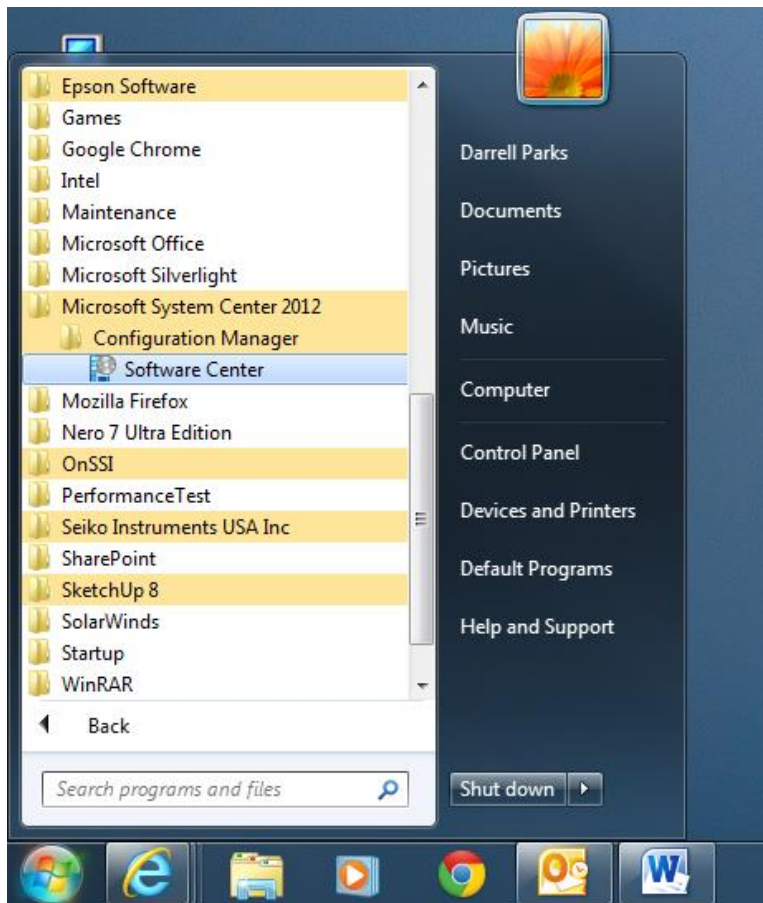 Epson Software
Games
Google Chrome
Intel
Maintenance
Microsoft Office
Microsoft Silverlight
Microsoft System Center 2012
Configuration Manager
Software Center
Mozilla Firefox
Nero 7 Ultra Edition
OnSSI
PerformanceTest
Seiko Instruments USA Inc
SharePoint
SketchUp 8
SolarWinds
Startup
WinRAR
Back
Search programs and files
Darrell Parks
Documents
Pictures
Music
Computer
Control Panel
Devices and Printers
Default Programs
Help and Support
Shut down